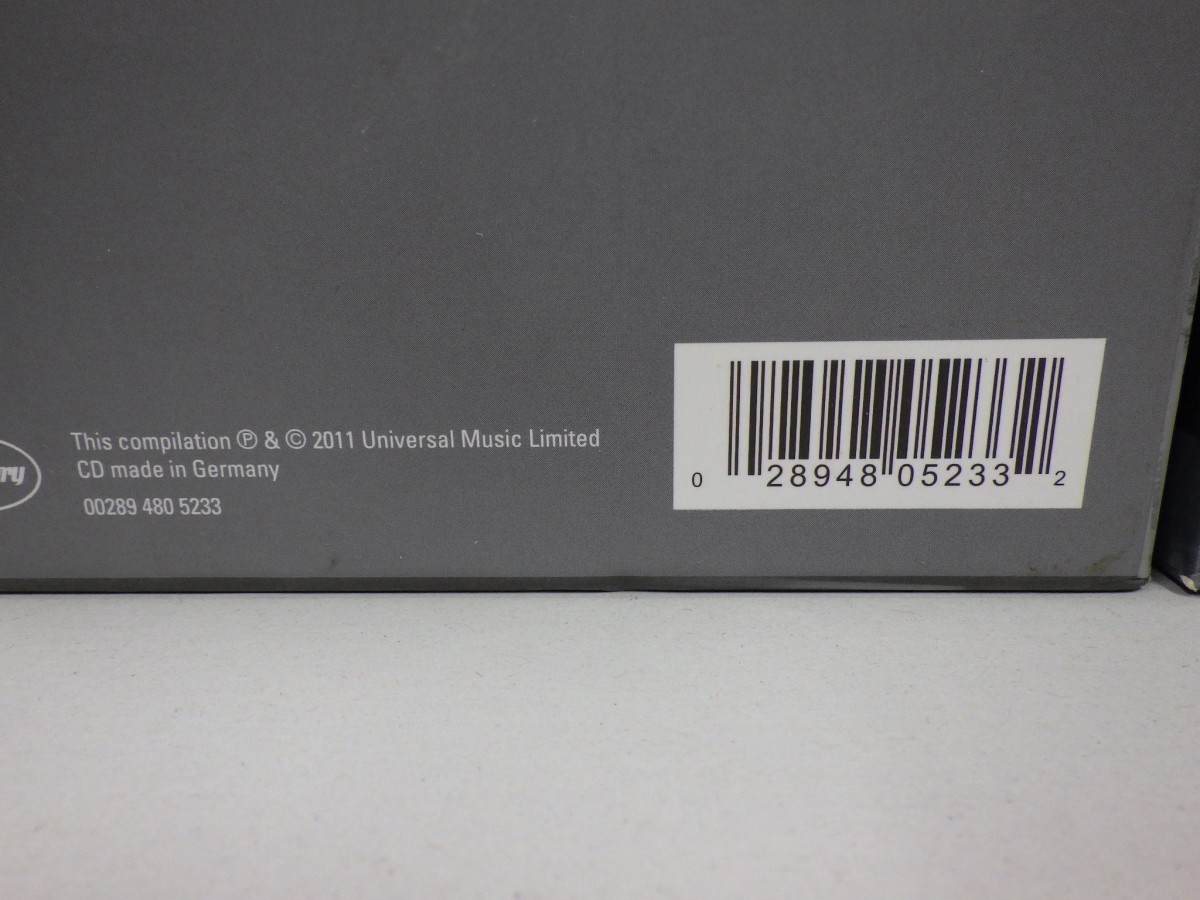 This compilation ℗ & © 2011 Universal Music Limited
CD made in Germany
00289 480 5233
0 28948 05233 2